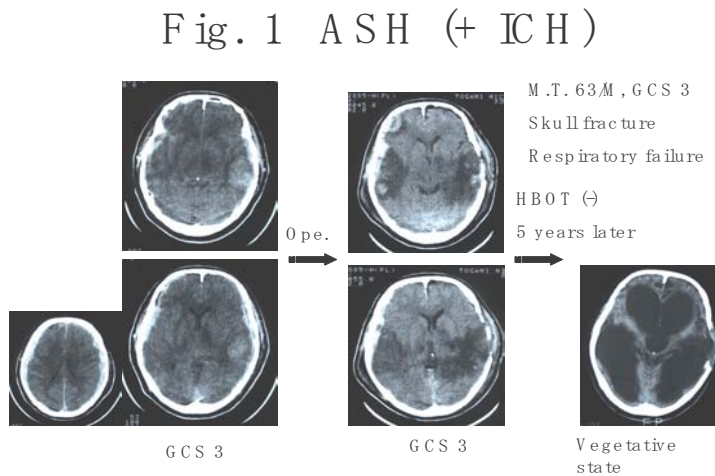 Fig. 1 ASH (+ ICH)
M.T. 63/M, GCS 3
Skull fracture
Respiratory failure
HBOT (-)
5 years later
Ope.
GCS 3
GCS 3
Vegetative
state